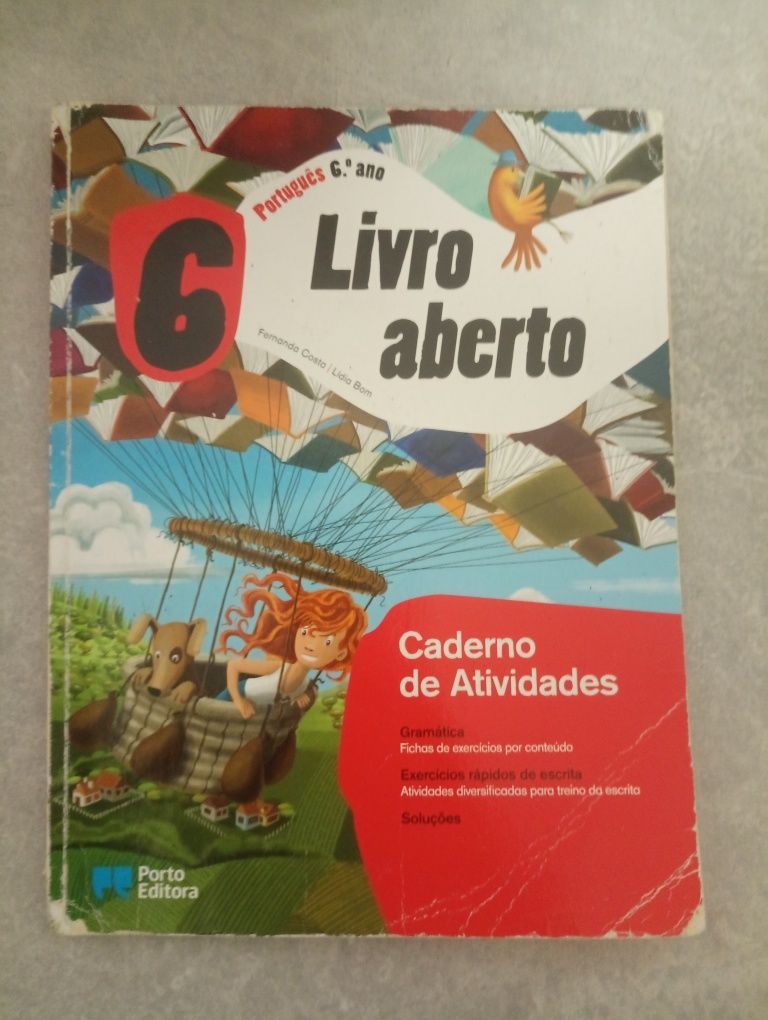 Português 6.º ano
6
Livro
aberto
Fernanda Costa / Lídia Bom
Caderno
de Atividades
Gramática
Fichas de exercícios por conteúdo
Exercícios rápidos de escrita
Atividades diversificadas para treino da escrita
Soluções
Porto
Editora